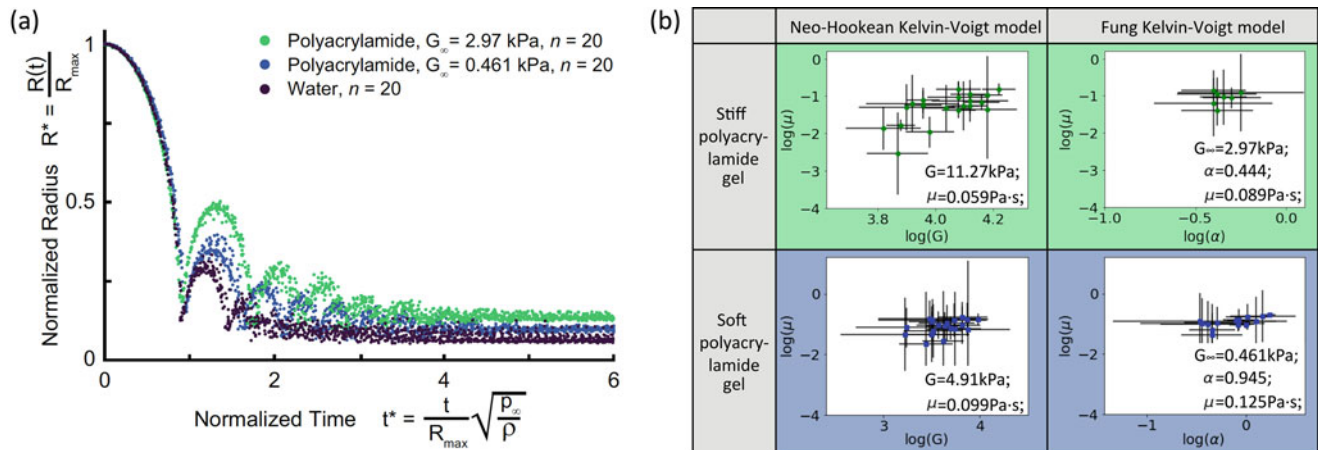 (a)
Normalized Radius R* = R(t) / R_max
1
0.5
0
Polyacrylamide, G_∞ = 2.97 kPa, n = 20
Polyacrylamide, G_∞ = 0.461 kPa, n = 20
Water, n = 20
0
2
4
6
Normalized Time t* = t / R_max √(p_∞ / ρ)
(b)
Neo-Hookean Kelvin-Voigt model
Fung Kelvin-Voigt model
Stiff
polyacry-
lamide
gel
log(μ)
0
−1
−2
−3
−4
G=11.27kPa;
μ=0.059Pa·s;
3.8
4.0
4.2
log(G)
log(μ)
0
−1
−2
−3
−4
G∞=2.97kPa;
α=0.444;
μ=0.089Pa·s;
−1.0
−0.5
0.0
log(α)
Soft
polyacry-
lamide
gel
log(μ)
0
−2
−4
G=4.91kPa;
μ=0.099Pa·s;
3
4
log(G)
log(μ)
0
−2
−4
G∞=0.461kPa;
α=0.945;
μ=0.125Pa·s;
−1
0
log(α)